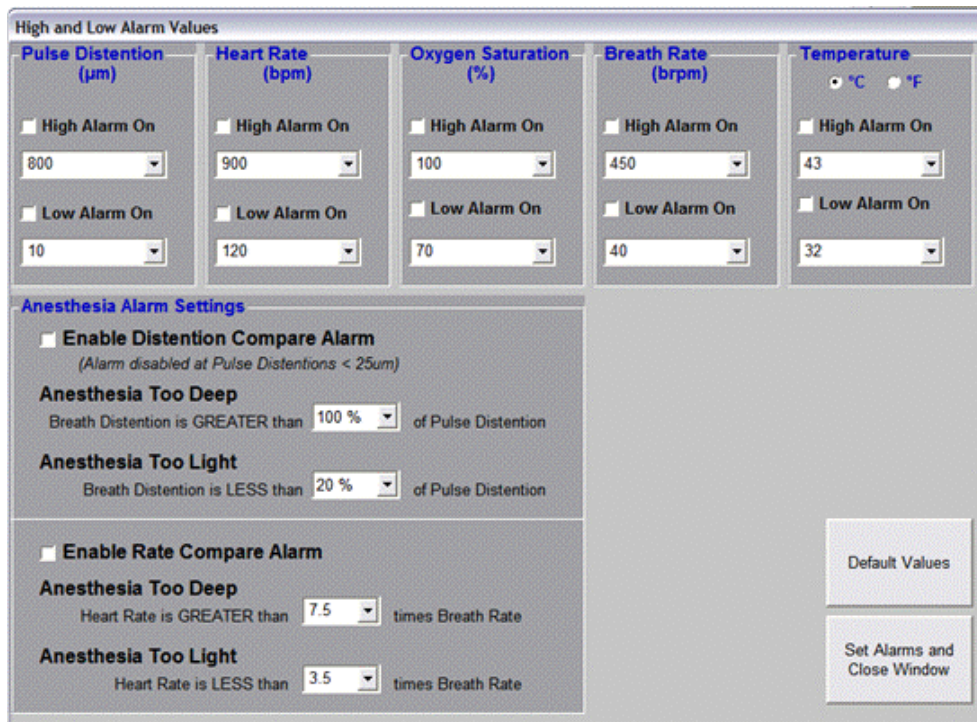 High and Low Alarm Values
Pulse Distention
(µm)
High Alarm On
800
Low Alarm On
10
Heart Rate
(bpm)
High Alarm On
900
Low Alarm On
120
Oxygen Saturation
(%)
High Alarm On
100
Low Alarm On
70
Breath Rate
(brpm)
High Alarm On
450
Low Alarm On
40
Temperature
°C °F
High Alarm On
43
Low Alarm On
32
Anesthesia Alarm Settings
Enable Distention Compare Alarm
(Alarm disabled at Pulse Distentions < 25um)
Anesthesia Too Deep
Breath Distention is GREATER than 100 % of Pulse Distention
Anesthesia Too Light
Breath Distention is LESS than 20 % of Pulse Distention
Enable Rate Compare Alarm
Anesthesia Too Deep
Heart Rate is GREATER than 7.5 times Breath Rate
Anesthesia Too Light
Heart Rate is LESS than 3.5 times Breath Rate
Default Values
Set Alarms and
Close Window